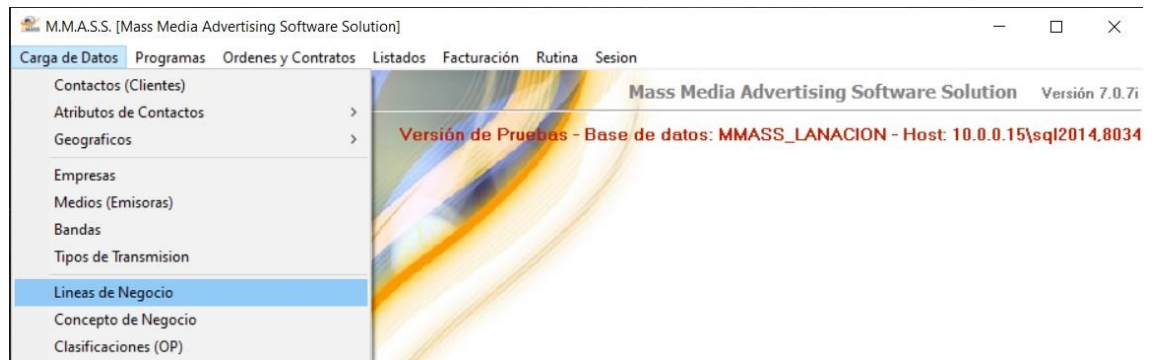 M.M.A.S.S. [Mass Media Advertising Software Solution]
Carga de Datos Programas Ordenes y Contratos Listados Facturación Rutina Sesion
Mass Media Advertising Software Solution Versión 7.0.7i
Versión de Pruebas - Base de datos: MMASS_LANACION - Host: 10.0.0.15\sql2014,8034
Contactos (Clientes)
Atributos de Contactos
Geograficos
Empresas
Medios (Emisoras)
Bandas
Tipos de Transmision
Lineas de Negocio
Concepto de Negocio
Clasificaciones (OP)